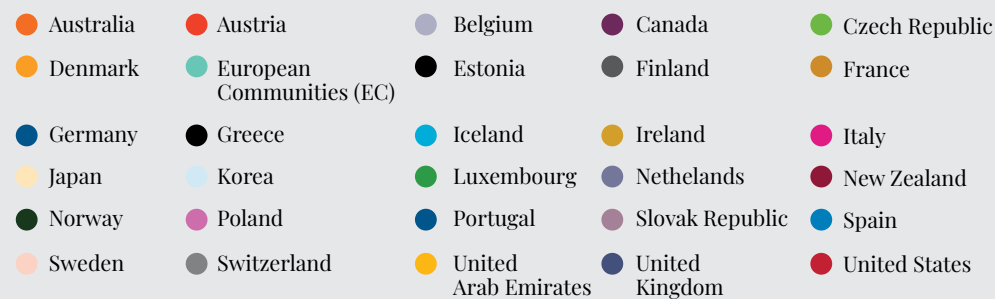 Australia
Austria
Belgium
Canada
Czech Republic
Denmark
European
Communities (EC)
Estonia
Finland
France
Germany
Greece
Iceland
Ireland
Italy
Japan
Korea
Luxembourg
Nethelands
New Zealand
Norway
Poland
Portugal
Slovak Republic
Spain
Sweden
Switzerland
United
Arab Emirates
United
Kingdom
United States